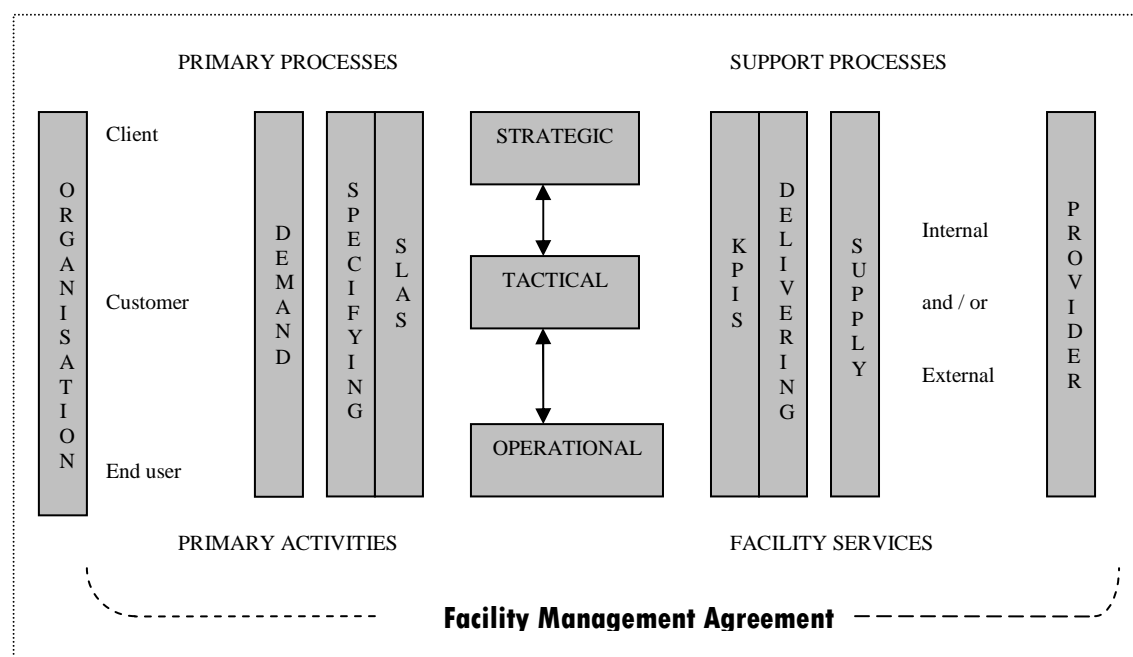 PRIMARY PROCESSES
SUPPORT PROCESSES
ORGANISATION
Client
Customer
End user
DEMAND
SPECIFYING
SLAS
STRATEGIC
TACTICAL
OPERATIONAL
KPIS
DELIVERING
SUPPLY
Internal
and / or
External
PROVIDER
PRIMARY ACTIVITIES
FACILITY SERVICES
Facility Management Agreement